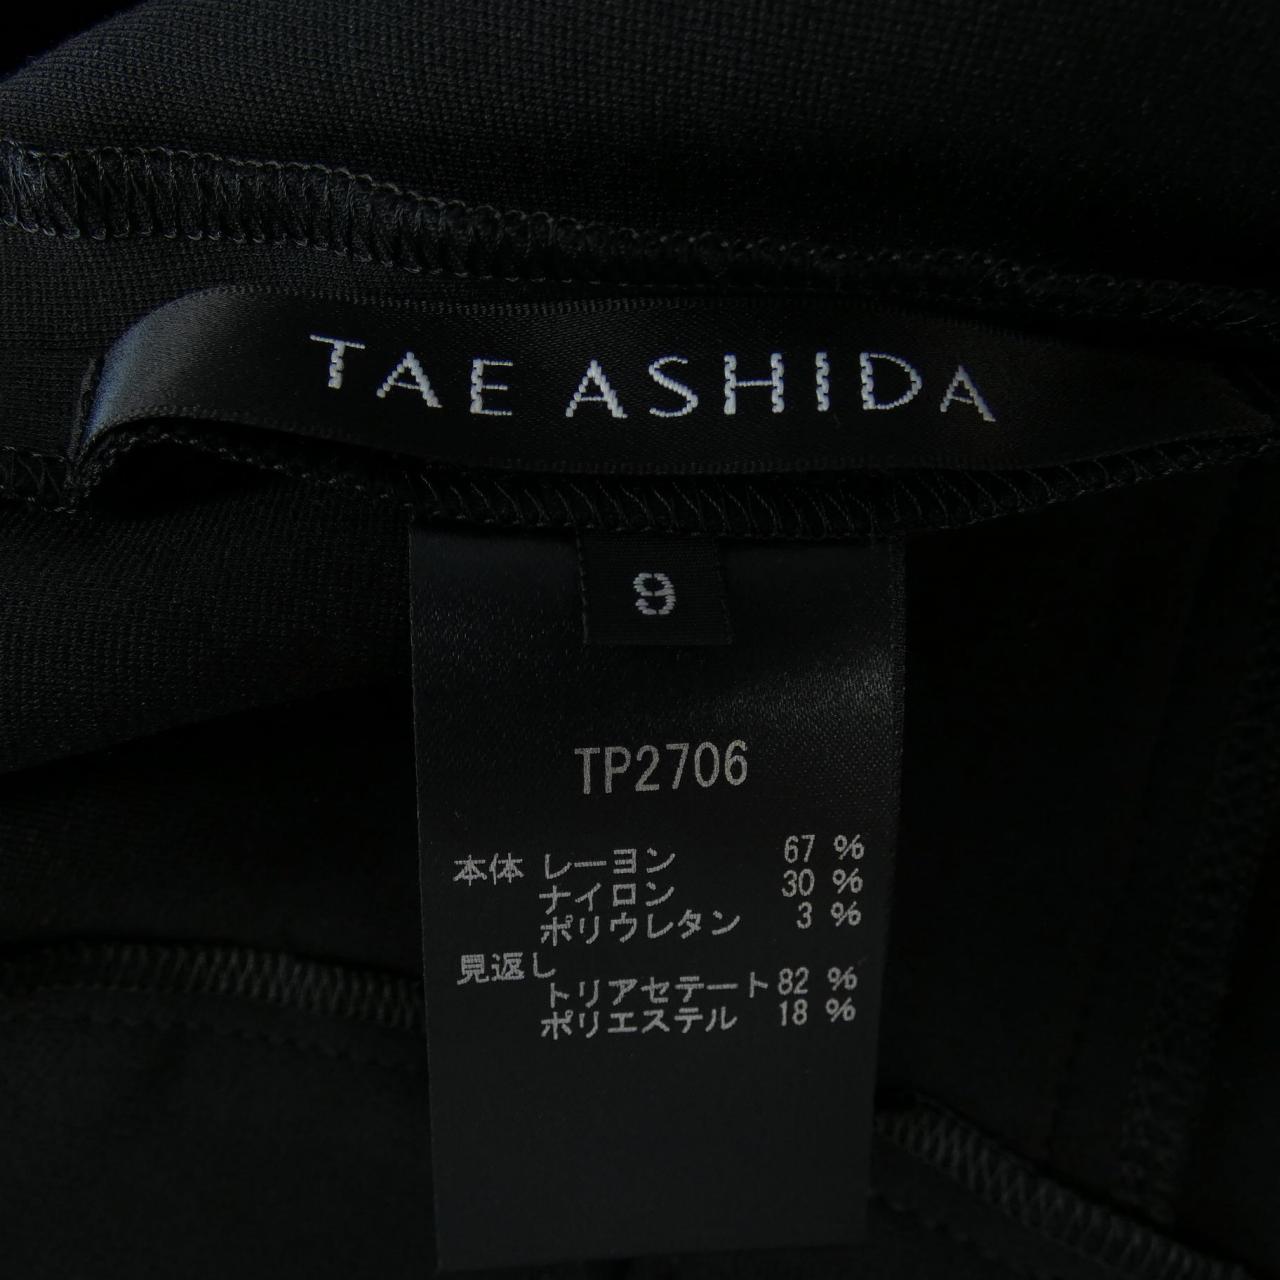 TAE ASHIDA
9
TP2706
本体 レーヨン 67 %
ナイロン 30 %
ポリウレタン 3 %
見返し
トリアセテート 82 %
ポリエステル 18 %